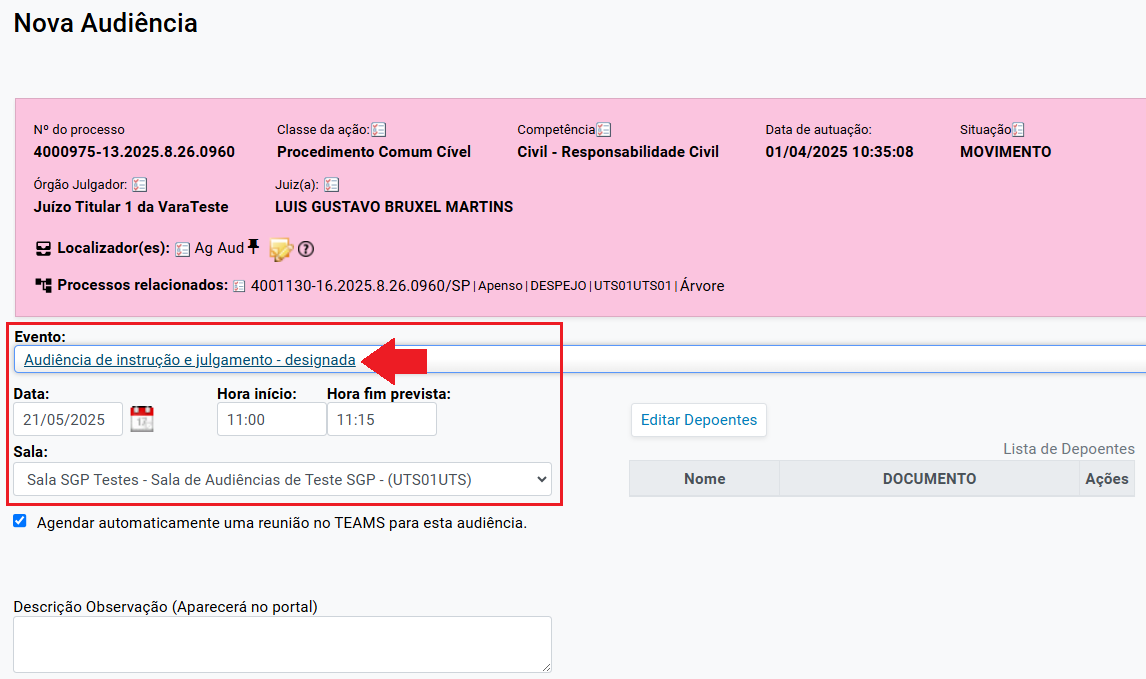 Nova Audiência
Nº do processo
4000975-13.2025.8.26.0960
Classe da ação:
Procedimento Comum Cível
Competência
Civil - Responsabilidade Civil
Data de autuação:
01/04/2025 10:35:08
Situação
MOVIMENTO
Órgão Julgador:
Juízo Titular 1 da VaraTeste
Juiz(a):
LUIS GUSTAVO BRUXEL MARTINS
Localizador(es): Ag Aud
Processos relacionados: 4001130-16.2025.8.26.0960/SP | Apenso | DESPEJO | UTS01UTS01 | Árvore
Evento:
Audiência de instrução e julgamento - designada
Data:
21/05/2025
17
Hora início:
11:00
Hora fim prevista:
11:15
Sala:
Sala SGP Testes - Sala de Audiências de Teste SGP - (UTS01UTS)
Agendar automaticamente uma reunião no TEAMS para esta audiência.
Editar Depoentes
Lista de Depoentes
Nome DOCUMENTO Ações
Descrição Observação (Aparecerá no portal)